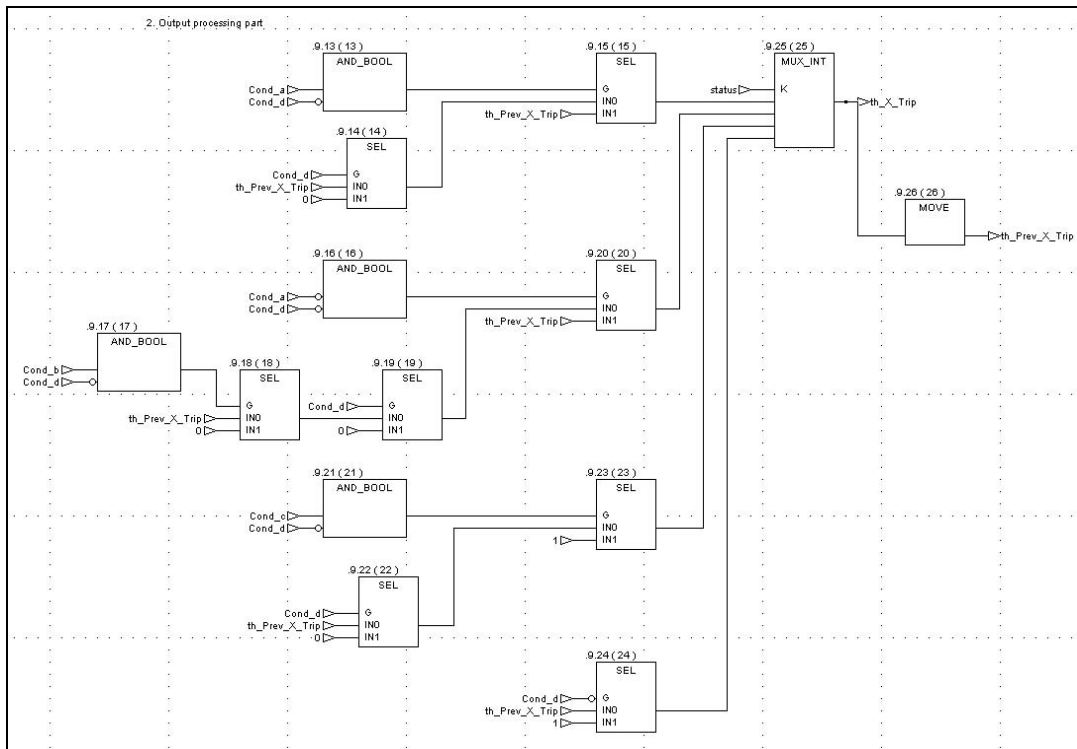 2. Output processing part
.9.13 (13)
AND_BOOL
Cond_a
Cond_d
.9.15 (15)
SEL
G
IN0
th_Prev_X_Trip
IN1
.9.25 (25)
MUX_INT
status
K
th_X_Trip
.9.14 (14)
SEL
Cond_d
G
th_Prev_X_Trip
IN0
0
IN1
.9.26 (26)
MOVE
th_Prev_X_Trip
.9.16 (16)
AND_BOOL
Cond_a
Cond_d
.9.20 (20)
SEL
G
IN0
th_Prev_X_Trip
IN1
.9.17 (17)
AND_BOOL
Cond_b
Cond_d
.9.18 (18)
SEL
G
th_Prev_X_Trip
IN0
0
IN1
.9.19 (19)
SEL
Cond_d
G
IN0
0
IN1
.9.21 (21)
AND_BOOL
Cond_c
Cond_d
.9.23 (23)
SEL
G
IN0
1
IN1
.9.22 (22)
SEL
Cond_d
G
th_Prev_X_Trip
IN0
0
IN1
.9.24 (24)
SEL
Cond_d
G
th_Prev_X_Trip
IN0
1
IN1